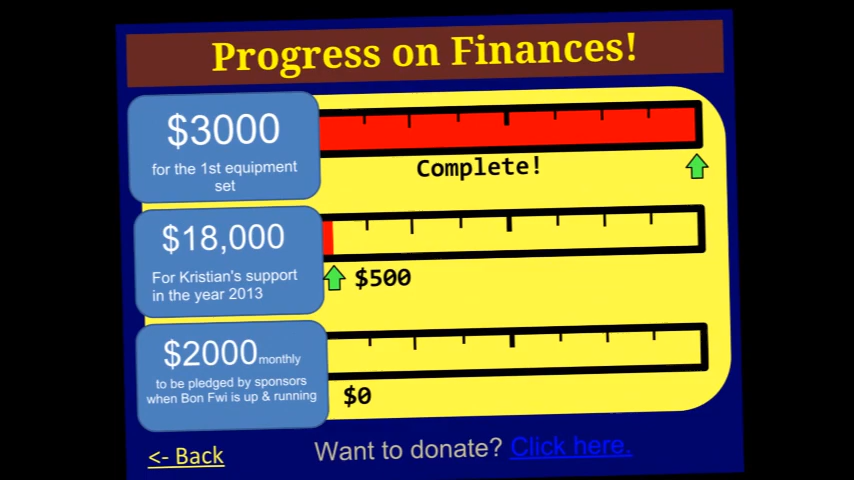 Progress on Finances!
$3000
for the 1st equipment
set
Complete!
$18,000
For Kristian's support
in the year 2013
$500
$2000 monthly
to be pledged by sponsors
when Bon Fwi is up & running
$0
<- Back
Want to donate? Click here.